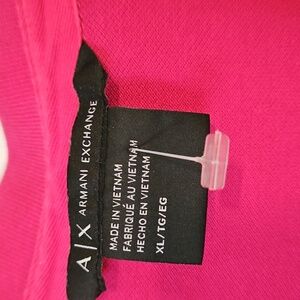 A|X ARMANI EXCHANGE
MADE IN VIETNAM
FABRIQUÉ AU VIETNAM
HECHO EN VIETNAM
XL/TG/EG